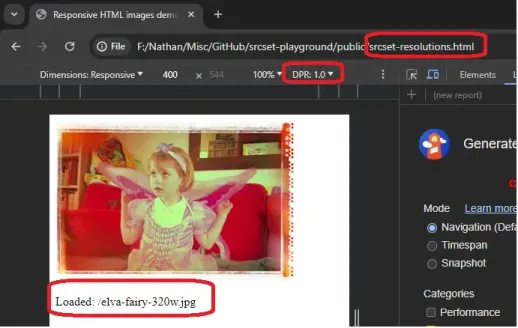 Responsive HTML images demo
File F:/Nathan/Misc/GitHub/srcset-playground/public/srcset-resolutions.html
Dimensions: Responsive 400 × 544 100% DPR: 1.0 Elements
(new report)
Generate
Mode Learn more
Navigation (Defa
Timespan
Snapshot
Loaded: /elva-fairy-320w.jpg
Categories
Performance